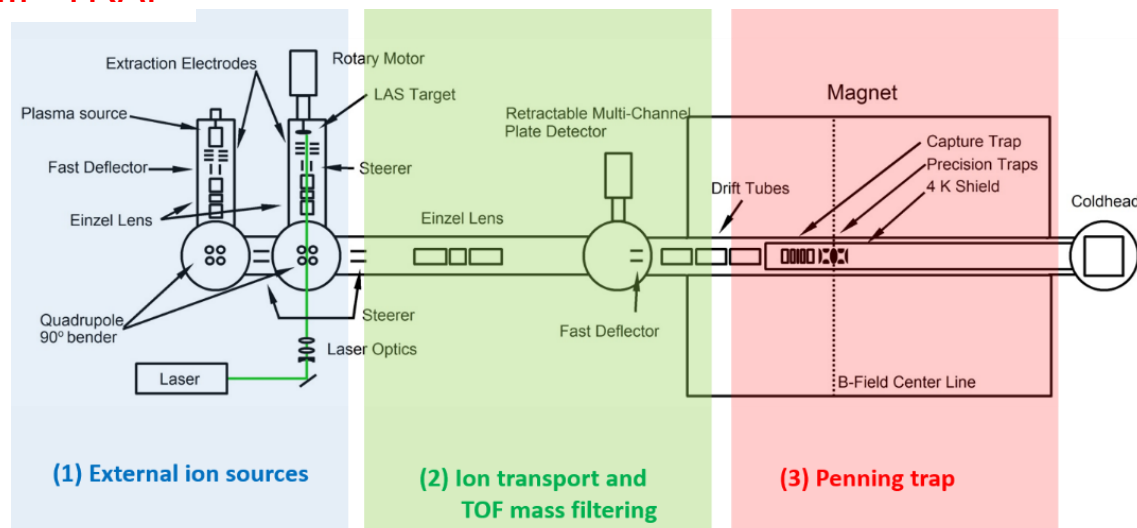 Rotary Motor
Extraction Electrodes
LAS Target
Plasma source
Retractable Multi-Channel
Plate Detector
Magnet
Capture Trap
Fast Deflector
Steerer
Precision Traps
4 K Shield
Drift Tubes
Coldhead
Einzel Lens
Einzel Lens
Quadrupole
90º bender
Steerer
Fast Deflector
Laser Optics
Laser
B-Field Center Line
(1) External ion sources
(2) Ion transport and
TOF mass filtering
(3) Penning trap